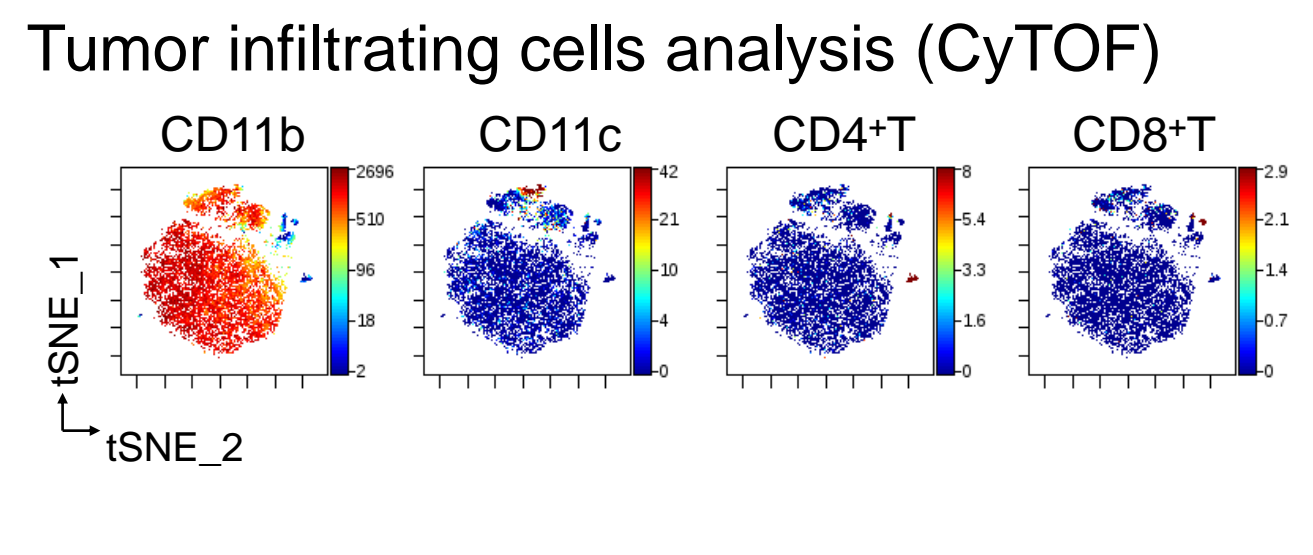 Tumor infiltrating cells analysis (CyTOF)
CD11b
CD11c
CD4⁺T
CD8⁺T
2696
510
96
18
2
42
21
10
4
0
8
5.4
3.3
1.6
0
2.9
2.1
1.4
0.7
0
tSNE_1
tSNE_2